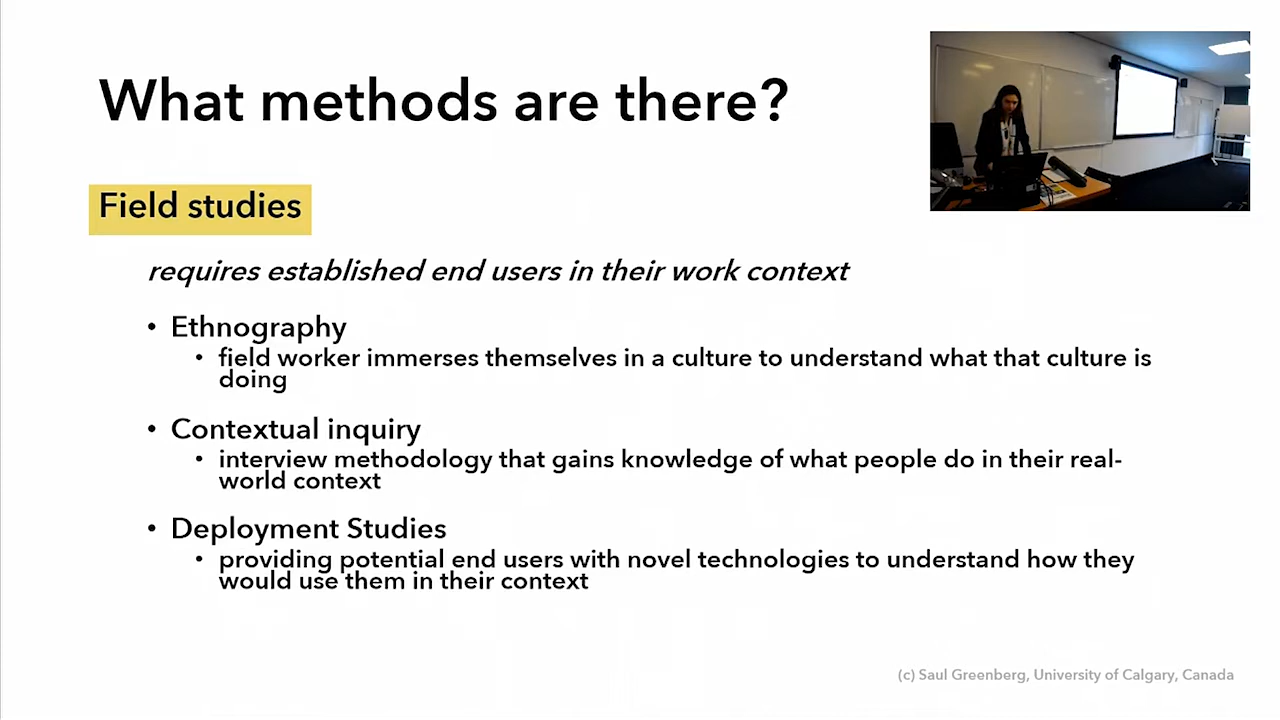 What methods are there?
Field studies
requires established end users in their work context
• Ethnography
• field worker immerses themselves in a culture to understand what that culture is
doing
• Contextual inquiry
• interview methodology that gains knowledge of what people do in their real-
world context
• Deployment Studies
• providing potential end users with novel technologies to understand how they
would use them in their context
(c) Saul Greenberg, University of Calgary, Canada